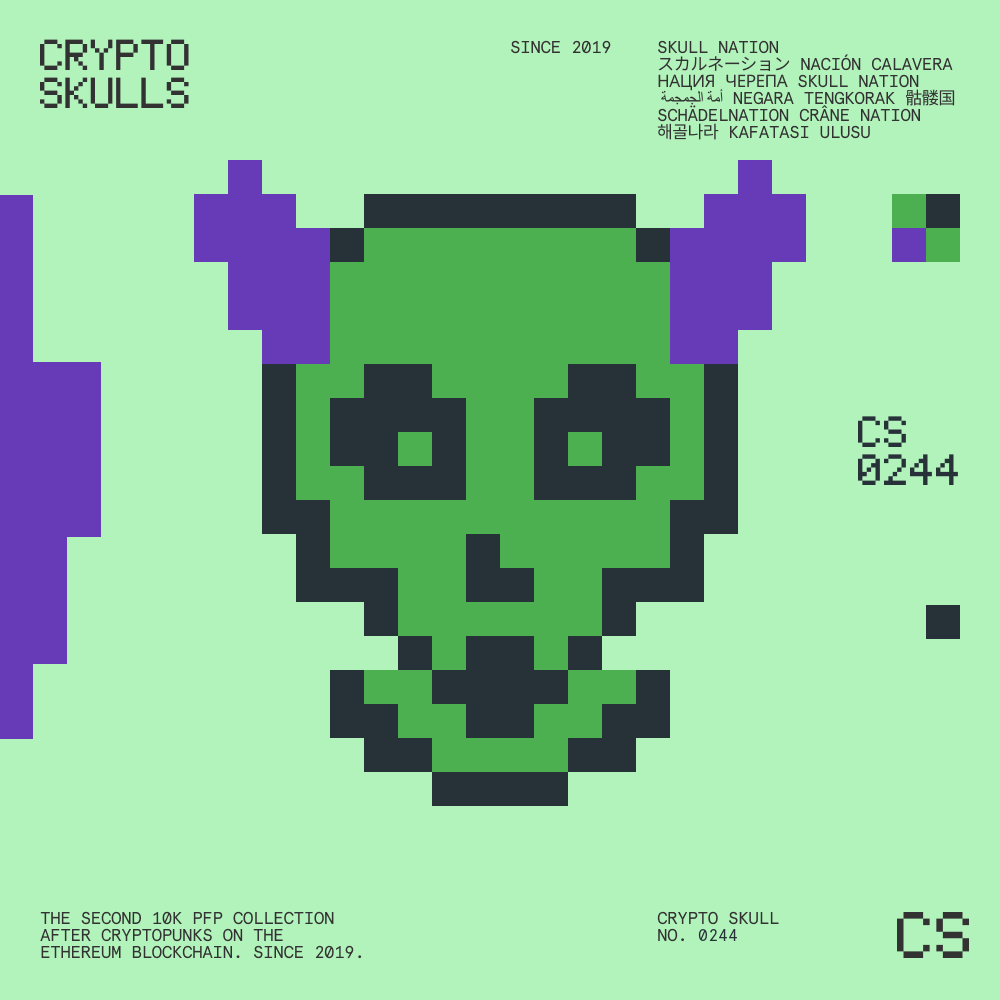 CRYPTO
SKULLS
SINCE 2019
SKULL NATION
スカルネーション NACIÓN CALAVERA
НАЦИЯ ЧЕРЕПА SKULL NATION
أمة الجمجمة NEGARA TENGKORAK 骷髅国
SCHÄDELNATION CRÂNE NATION
해골나라 KAFATASI ULUSU
CS
0244
THE SECOND 10K PFP COLLECTION
AFTER CRYPTOPUNKS ON THE
ETHEREUM BLOCKCHAIN. SINCE 2019.
CRYPTO SKULL
NO. 0244
CS